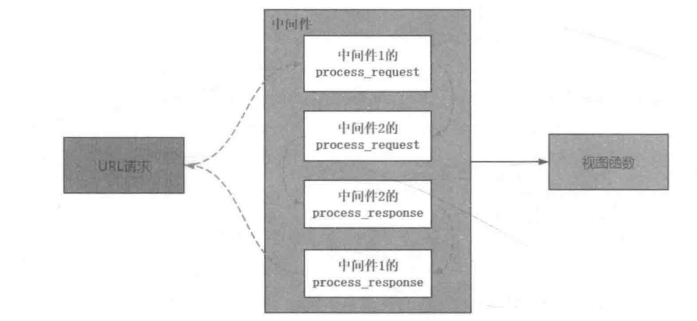 中间件
中间件1的
process_request
中间件2的
process_request
URL请求
视图函数
中间件2的
process_response
中间件1的
process_response